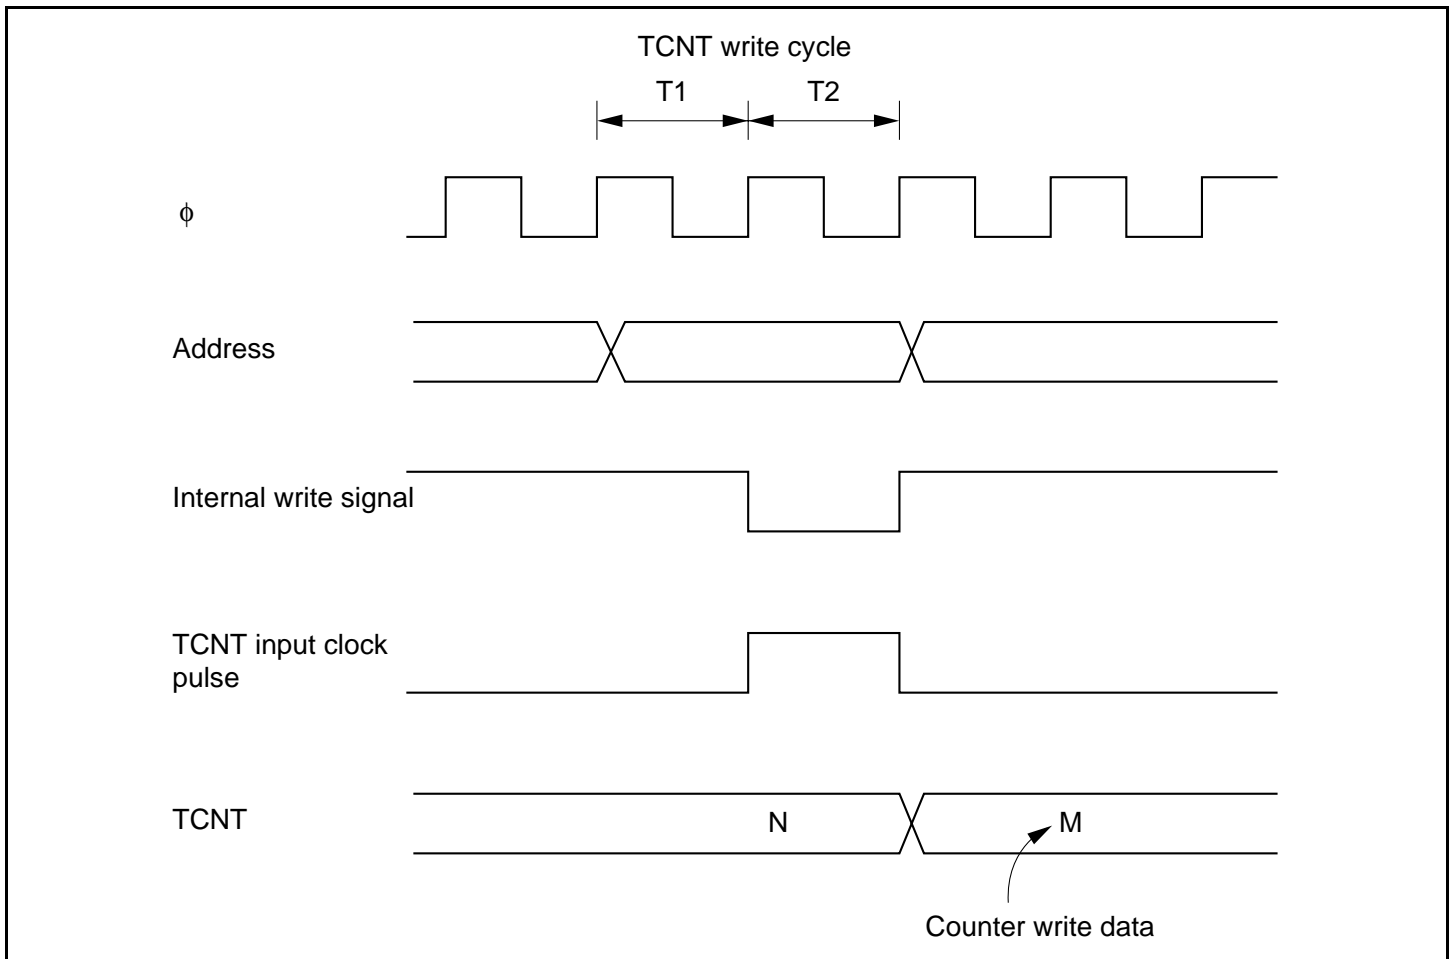 TCNT write cycle
T1 T2
ϕ
Address
Internal write signal
TCNT input clock
pulse
TCNT N M
Counter write data